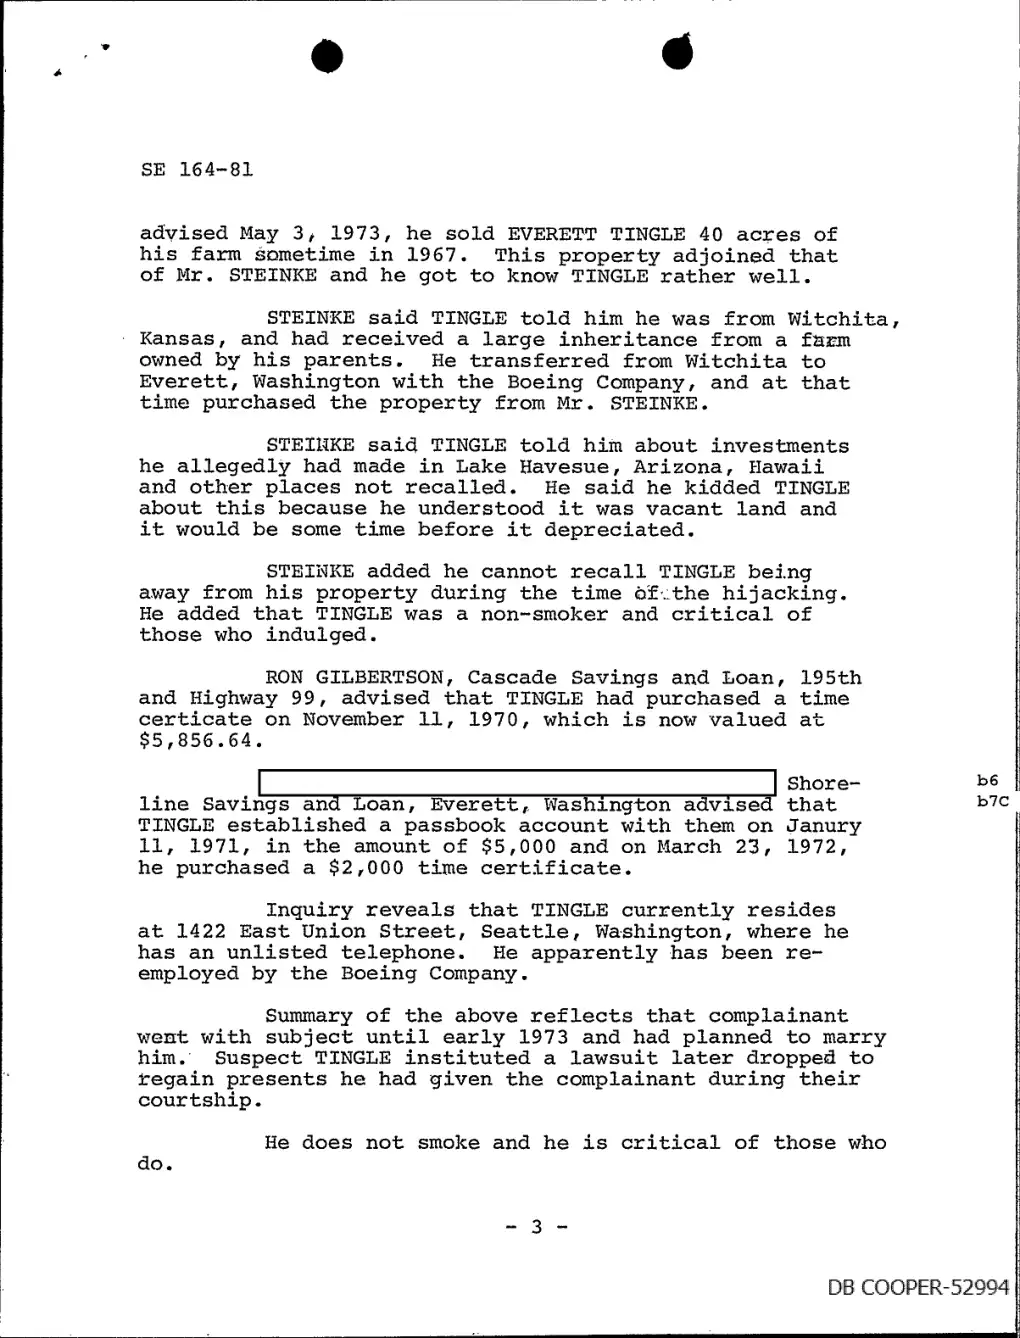 SE 164-81
advised May 3, 1973, he sold EVERETT TINGLE 40 acres of
his farm sometime in 1967. This property adjoined that
of Mr. STEINKE and he got to know TINGLE rather well.
STEINKE said TINGLE told him he was from Witchita,
Kansas, and had received a large inheritance from a farm
owned by his parents. He transferred from Witchita to
Everett, Washington with the Boeing Company, and at that
time purchased the property from Mr. STEINKE.
STEINKE said TINGLE told him about investments
he allegedly had made in Lake Havesue, Arizona, Hawaii
and other places not recalled. He said he kidded TINGLE
about this because he understood it was vacant land and
it would be some time before it depreciated.
STEINKE added he cannot recall TINGLE being
away from his property during the time of the hijacking.
He added that TINGLE was a non-smoker and critical of
those who indulged.
RON GILBERTSON, Cascade Savings and Loan, 195th
and Highway 99, advised that TINGLE had purchased a time
certicate on November 11, 1970, which is now valued at
$5,856.64.
Shore- b6
line Savings and Loan, Everett, Washington advised that b7C
TINGLE established a passbook account with them on Janury
11, 1971, in the amount of $5,000 and on March 23, 1972,
he purchased a $2,000 time certificate.
Inquiry reveals that TINGLE currently resides
at 1422 East Union Street, Seattle, Washington, where he
has an unlisted telephone. He apparently has been re-
employed by the Boeing Company.
Summary of the above reflects that complainant
went with subject until early 1973 and had planned to marry
him. Suspect TINGLE instituted a lawsuit later dropped to
regain presents he had given the complainant during their
courtship.
He does not smoke and he is critical of those who
do.
- 3 -
DB COOPER-52994